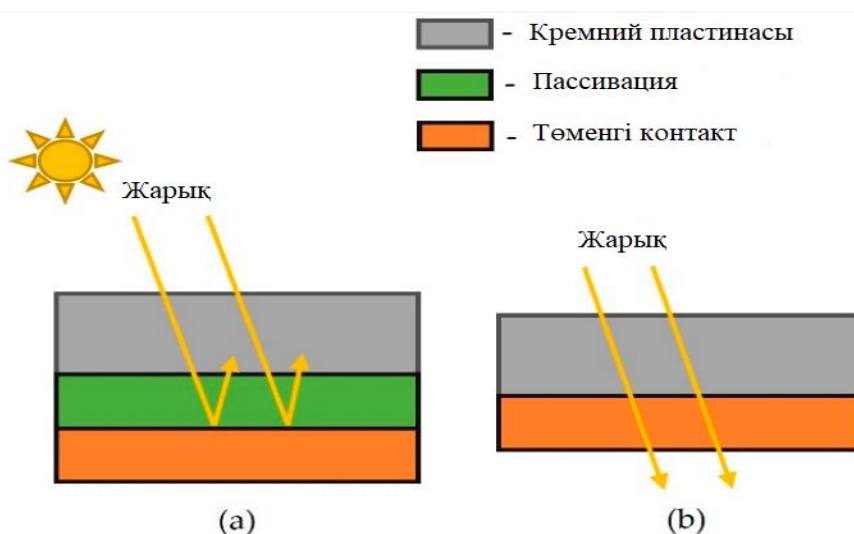 - Кремний пластинасы
- Пассивация
- Төменгі контакт
Жарық
Жарық
(a)
(b)